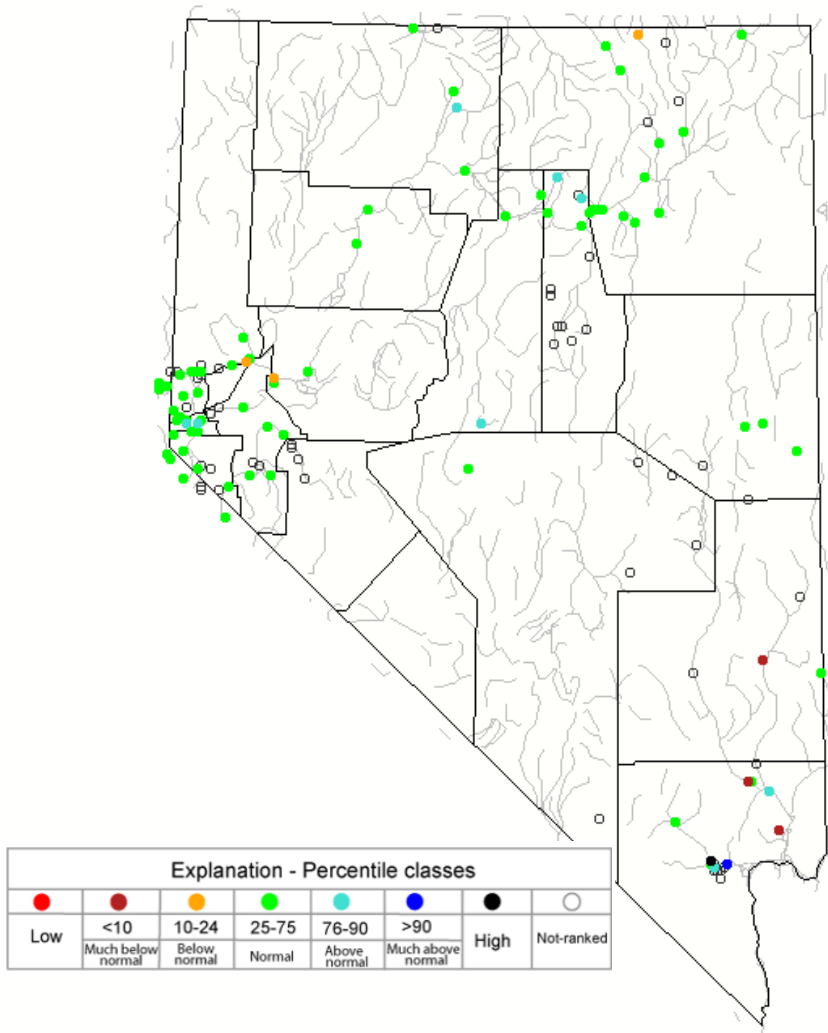 Explanation - Percentile classes
Low <10 10-24 25-75 76-90 >90 High Not-ranked
Much below normal Below normal Normal Above normal Much above normal